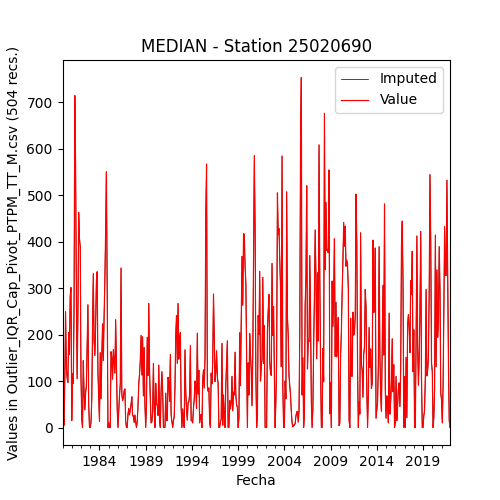 MEDIAN - Station 25020690
Values in Outlier_IQR_Cap_Pivot_PTPM_TT_M.csv (504 recs.)
Imputed
Value
700
600
500
400
300
200
100
0
1984 1989 1994 1999 2004 2009 2014 2019
Fecha